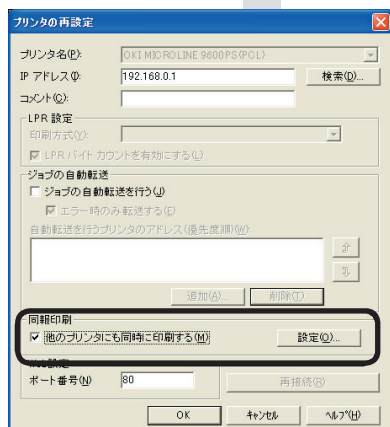 プリンタの再設定
プリンタ名(P): OKI MICROLINE 9600PS(PCL)
IP アドレス(I): 192.168.0.1 検索(D)...
コメント(C):
LPR 設定
印刷方式(Y):
LPR バイト カウントを有効にする(L)
ジョブの自動転送
ジョブの自動転送を行う(J)
エラー時のみ転送する(E)
自動転送を行うプリンタのアドレス(優先度順)(W)
追加(A)... 削除(T)
同報印刷
他のプリンタにも同時に印刷する(M) 設定(O)...
Web設定
ポート番号(N) 80 再接続(R)
OK キャンセル ヘルプ(H)